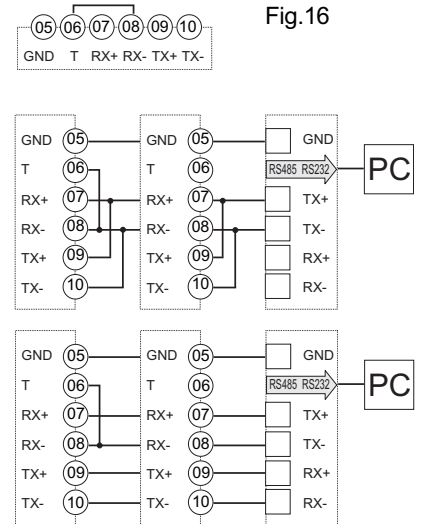 Fig.16
05 06 07 08 09 10
GND T RX+ RX- TX+ TX-
GND 05 GND 05 GND
T 06 T 06 RS485 RS232 PC
RX+ 07 RX+ 07 TX+
RX- 08 RX- 08 TX-
TX+ 09 TX+ 09 RX+
TX- 10 TX- 10 RX-
GND 05 GND 05 GND
T 06 T 06 RS485 RS232 PC
RX+ 07 RX+ 07 TX+
RX- 08 RX- 08 TX-
TX+ 09 TX+ 09 RX+
TX- 10 TX- 10 RX-